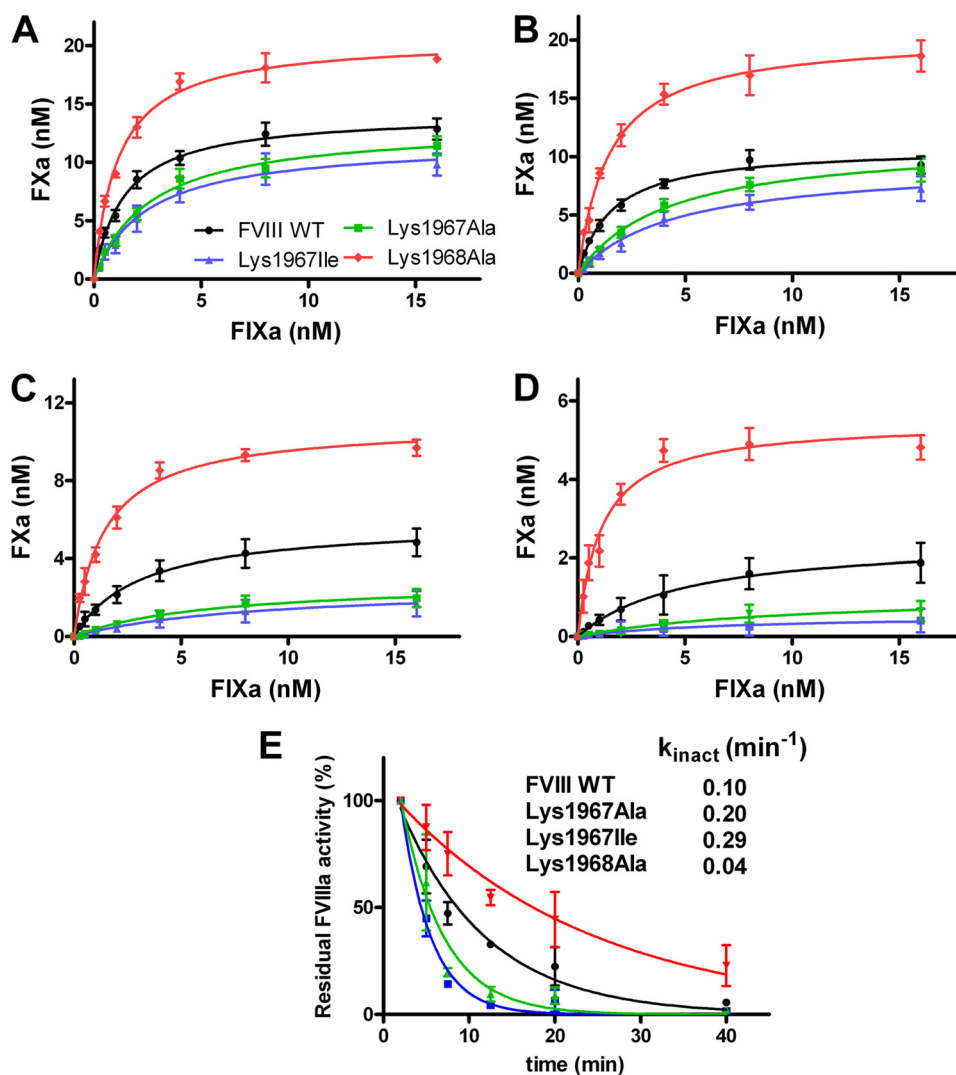 A
B
FXa (nM)
20
15
10
5
0
0
5
10
15
FIXa (nM)
FVIII WT
Lys1967Ala
Lys1967Ile
Lys1968Ala
FXa (nM)
20
15
10
5
0
0
5
10
15
FIXa (nM)
C
D
FXa (nM)
12
9
6
3
0
0
5
10
15
FIXa (nM)
FXa (nM)
6
4
2
0
0
5
10
15
FIXa (nM)
E
Residual FVIIIa activity (%)
100
50
0
0
10
20
30
40
time (min)
kinact (min-1)
FVIII WT 0.10
Lys1967Ala 0.20
Lys1967Ile 0.29
Lys1968Ala 0.04